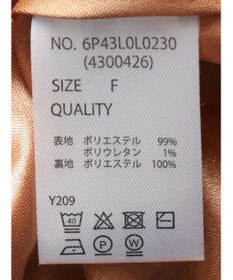 NO. 6P43L0L0230
(4300426)
SIZE F
QUALITY
表地 ポリエステル 99%
ポリウレタン 1%
裏地 ポリエステル 100%
Y209
40
P W